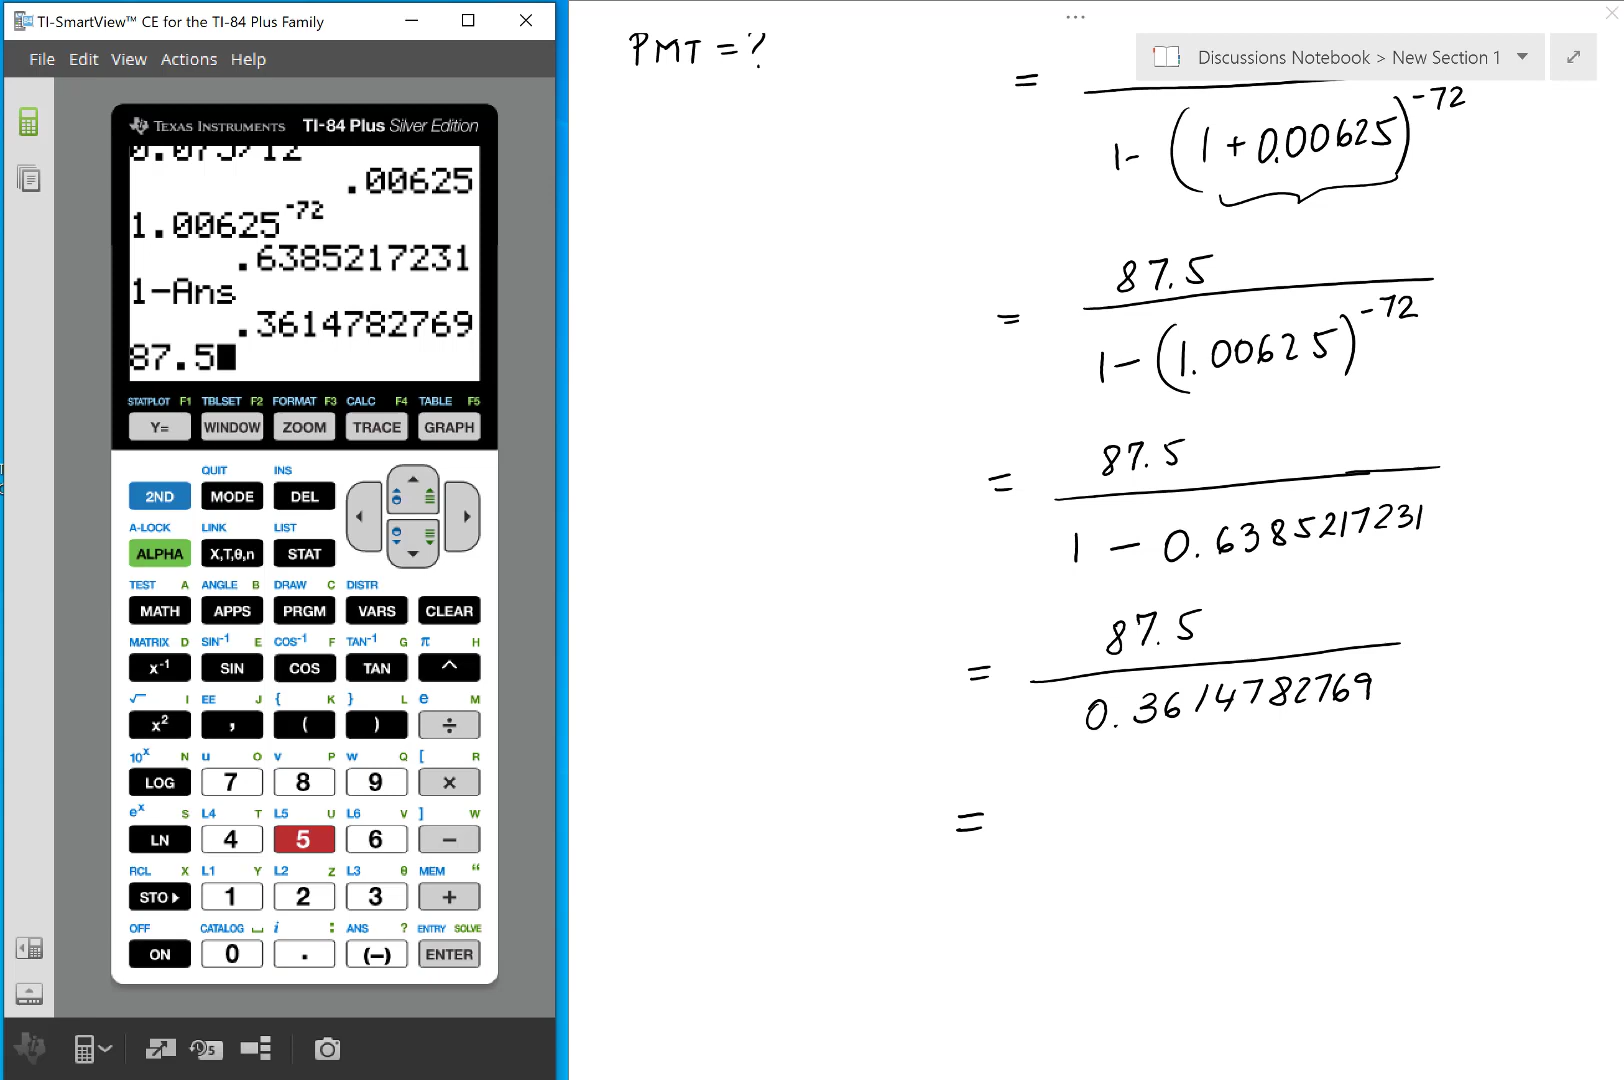 TI-SmartView™ CE for the TI-84 Plus Family
File Edit View Actions Help
TEXAS INSTRUMENTS TI-84 Plus Silver Edition
0.075/12
.00625
1.00625^-72
.6385217231
1-Ans
.3614782769
87.5
STATPLOT F1 TBLSET F2 FORMAT F3 CALC F4 TABLE F5
Y= WINDOW ZOOM TRACE GRAPH
QUIT INS
2ND MODE DEL
A-LOCK LINK LIST
ALPHA X,T,θ,n STAT
TEST A ANGLE B DRAW C DISTR
MATH APPS PRGM VARS CLEAR
MATRIX D SIN⁻¹ E COS⁻¹ F TAN⁻¹ G π H
x⁻¹ SIN COS TAN ^
√ I EE J { K } L e M
x² , ( ) ÷
10ˣ N u O v P w Q [ R
LOG 7 8 9 ×
eˣ S L4 T L5 U L6 V ] W
LN 4 5 6 −
RCL X L1 Y L2 Z L3 θ MEM “
STO▸ 1 2 3 +
OFF CATALOG ⎵ i : ANS ? ENTRY SOLVE
ON 0 . (−) ENTER
PMT = ?
Discussions Notebook > New Section 1
=
1 - (1 + 0.00625)^-72
87.5
=
1 - (1.00625)^-72
87.5
=
1 - 0.6385217231
87.5
=
0.3614782769
=